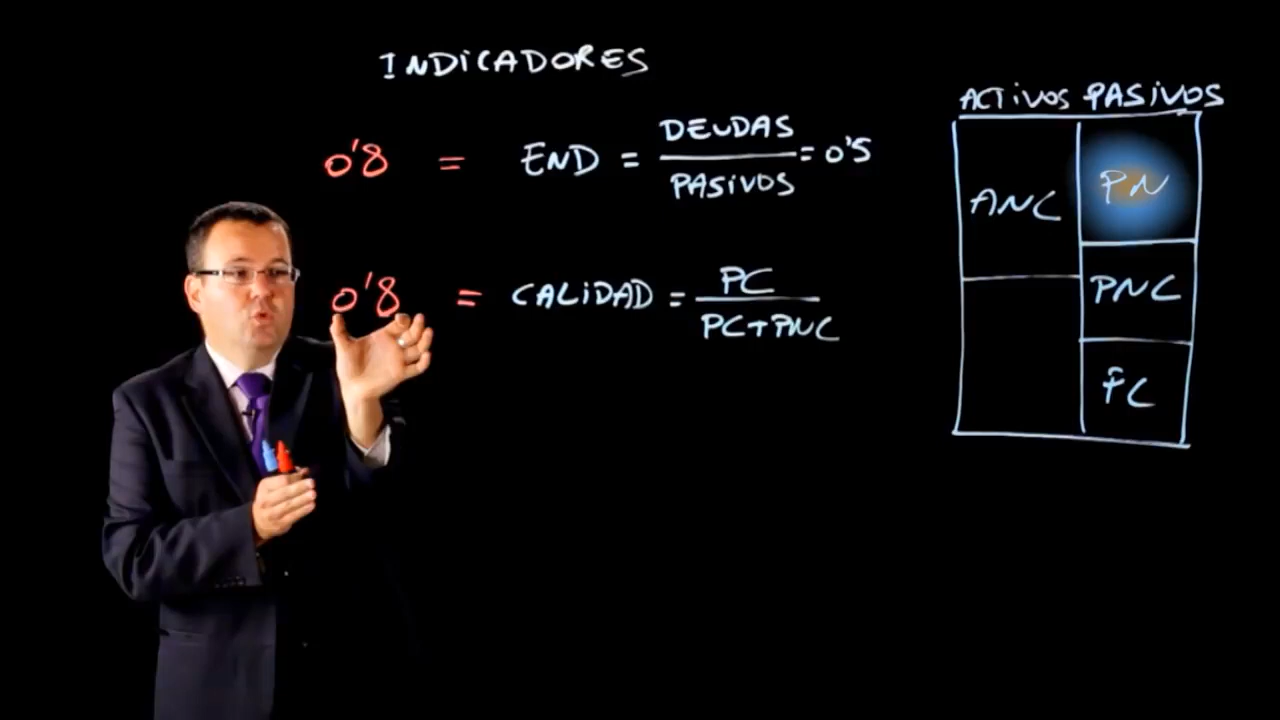 INDiCADORES
0'8 = END = DEUDAS / PASiVOS = 0'5
0'8 = CALiDAD = PC / PC+PNC
ACTiVOS PASiVOS
ANC PN
PNC
PC